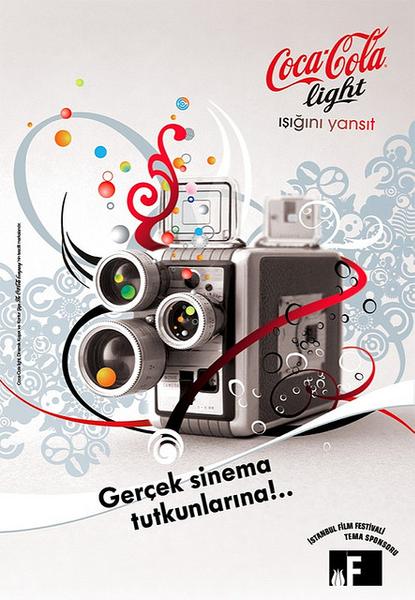 Coca-Cola
light
ışığını yansıt
Gerçek sinema
tutkunlarına!..
İSTANBUL FİLM FESTİVALİ
TEMA SPONSORU
F